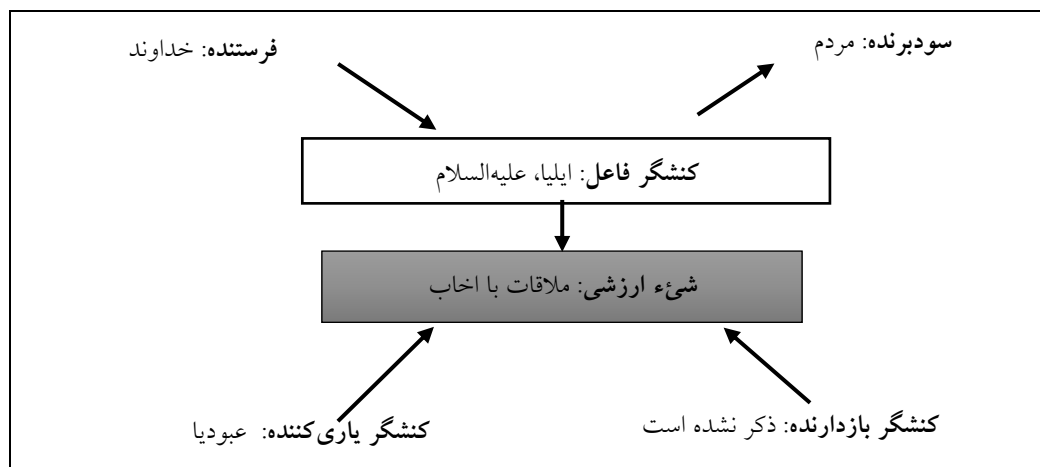 سودبرنده: مردم
فرستنده: خداوند
کنشگر فاعل: ایلیا، علیه‌السلام
شیء ارزشی: ملاقات با اخاب
کنشگر بازدارنده: ذکر نشده است
کنشگر یاری‌کننده: عبودیا